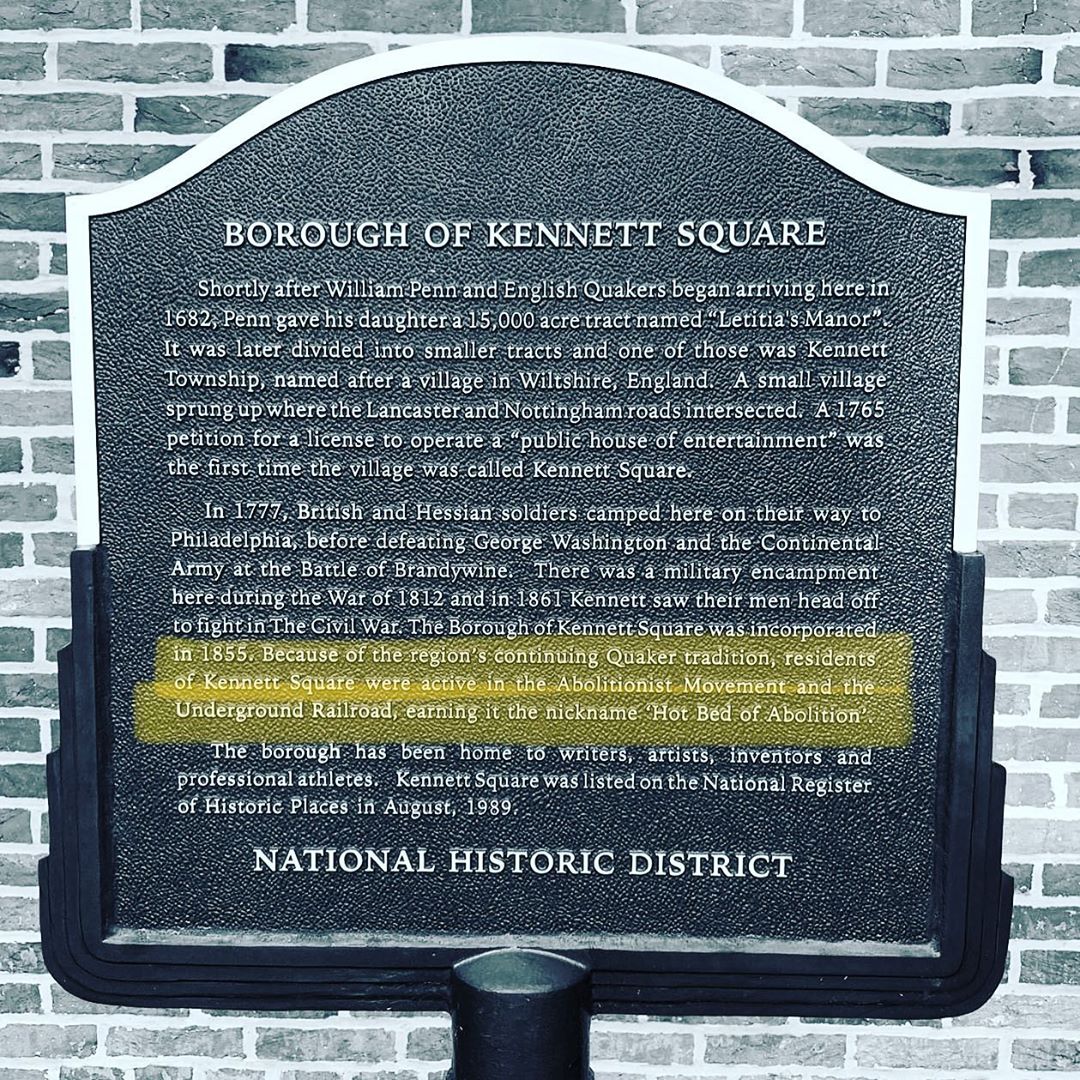 BOROUGH OF KENNETT SQUARE
Shortly after William Penn and English Quakers began arriving here in
1682, Penn gave his daughter a 15,000 acre tract named "Letitia's Manor".
It was later divided into smaller tracts and one of those was Kennett
Township, named after a village in Wiltshire, England. A small village
sprung up where the Lancaster and Nottingham roads intersected. A 1765
petition for a license to operate a "public house of entertainment" was
the first time the village was called Kennett Square.
In 1777, British and Hessian soldiers camped here on their way to
Philadelphia, before defeating George Washington and the Continental
Army at the Battle of Brandywine. There was a military encampment
here during the War of 1812 and in 1861 Kennett saw their men head off
to fight in The Civil War. The Borough of Kennett Square was incorporated
in 1855. Because of the region's continuing Quaker tradition, residents
of Kennett Square were active in the Abolitionist Movement and the
Underground Railroad, earning it the nickname 'Hot Bed of Abolition'.
The borough has been home to writers, artists, inventors and
professional athletes. Kennett Square was listed on the National Register
of Historic Places in August, 1989.
NATIONAL HISTORIC DISTRICT